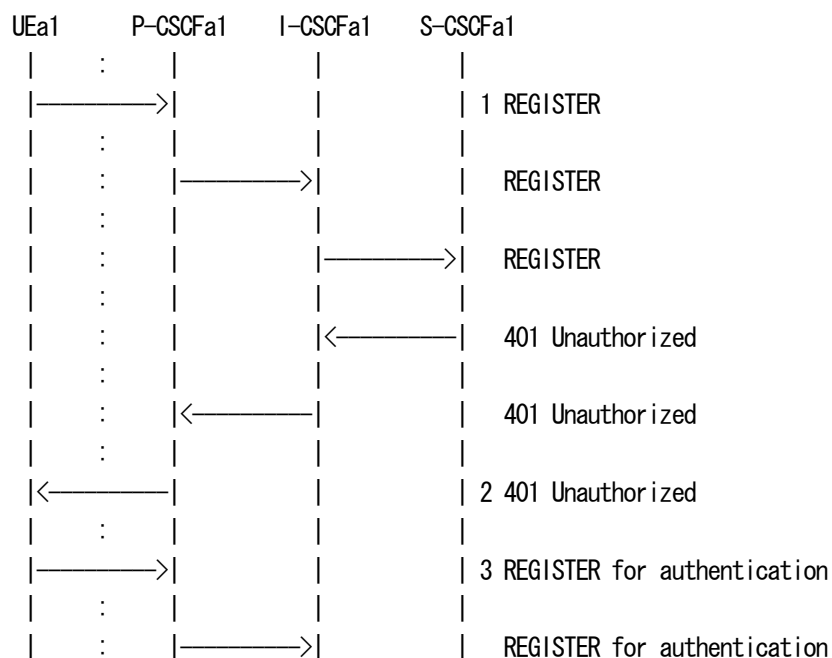 UEa1 P-CSCFa1 I-CSCFa1 S-CSCFa1
1 REGISTER
REGISTER
REGISTER
401 Unauthorized
401 Unauthorized
2 401 Unauthorized
3 REGISTER for authentication
REGISTER for authentication